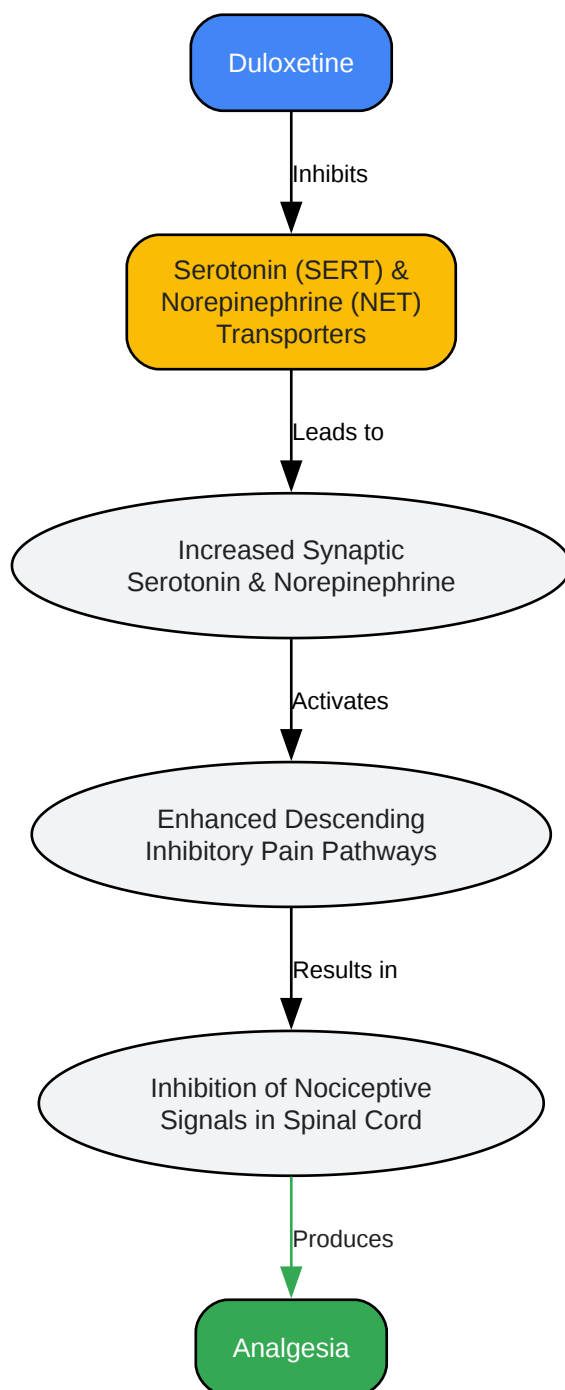 Duloxetine
Inhibits
Serotonin (SERT) &
Norepinephrine (NET)
Transporters
Leads to
Increased Synaptic
Serotonin & Norepinephrine
Activates
Enhanced Descending
Inhibitory Pain Pathways
Results in
Inhibition of Nociceptive
Signals in Spinal Cord
Produces
Analgesia